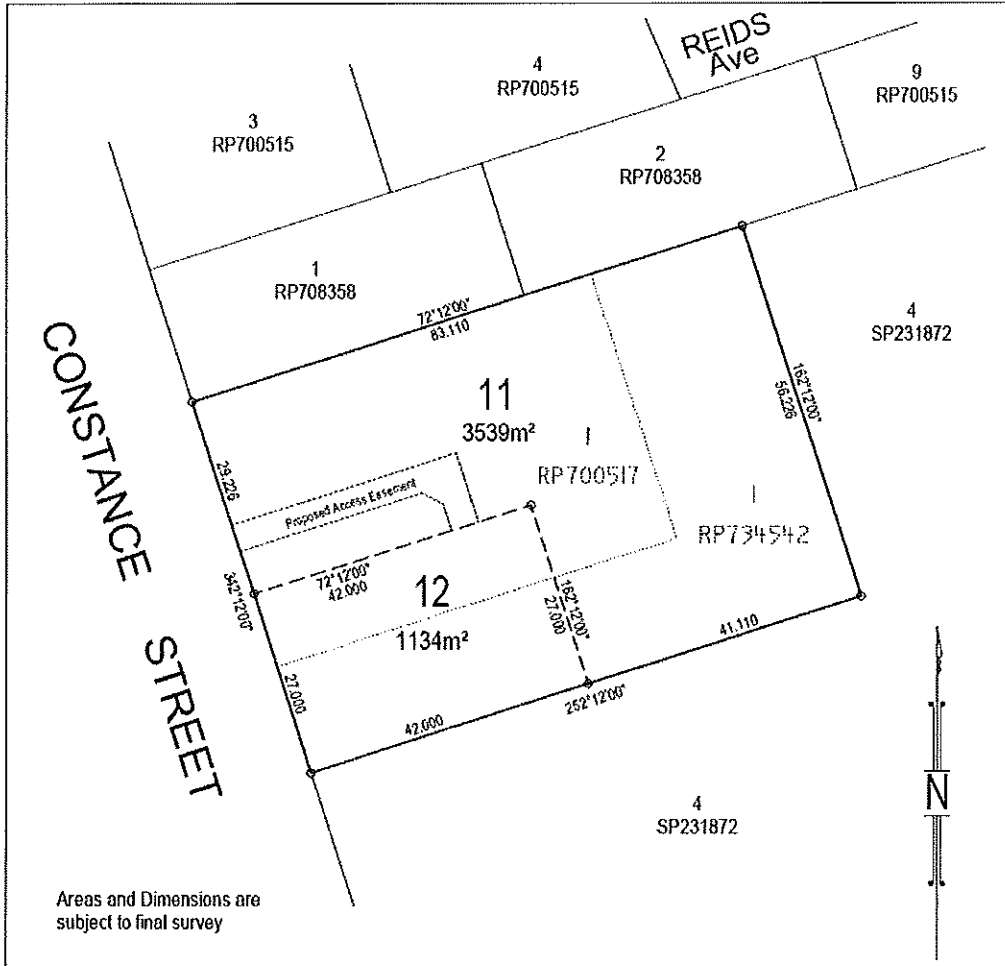 REIDS
Ave
4
RP700515
9
RP700515
3
RP700515
2
RP708358
1
RP708358
4
SP231872
72°12'00"
83.110
CONSTANCE STREET
162°12'00"
56.226
11
3539m²
1
RP700517
1
RP734542
29.226
Proposed Access Easement
72°12'00"
42.000
342°12'00"
12
1134m²
162°12'00"
27.000
41.110
27.000
42.000
252°12'00"
4
SP231872
N
Areas and Dimensions are
subject to final survey